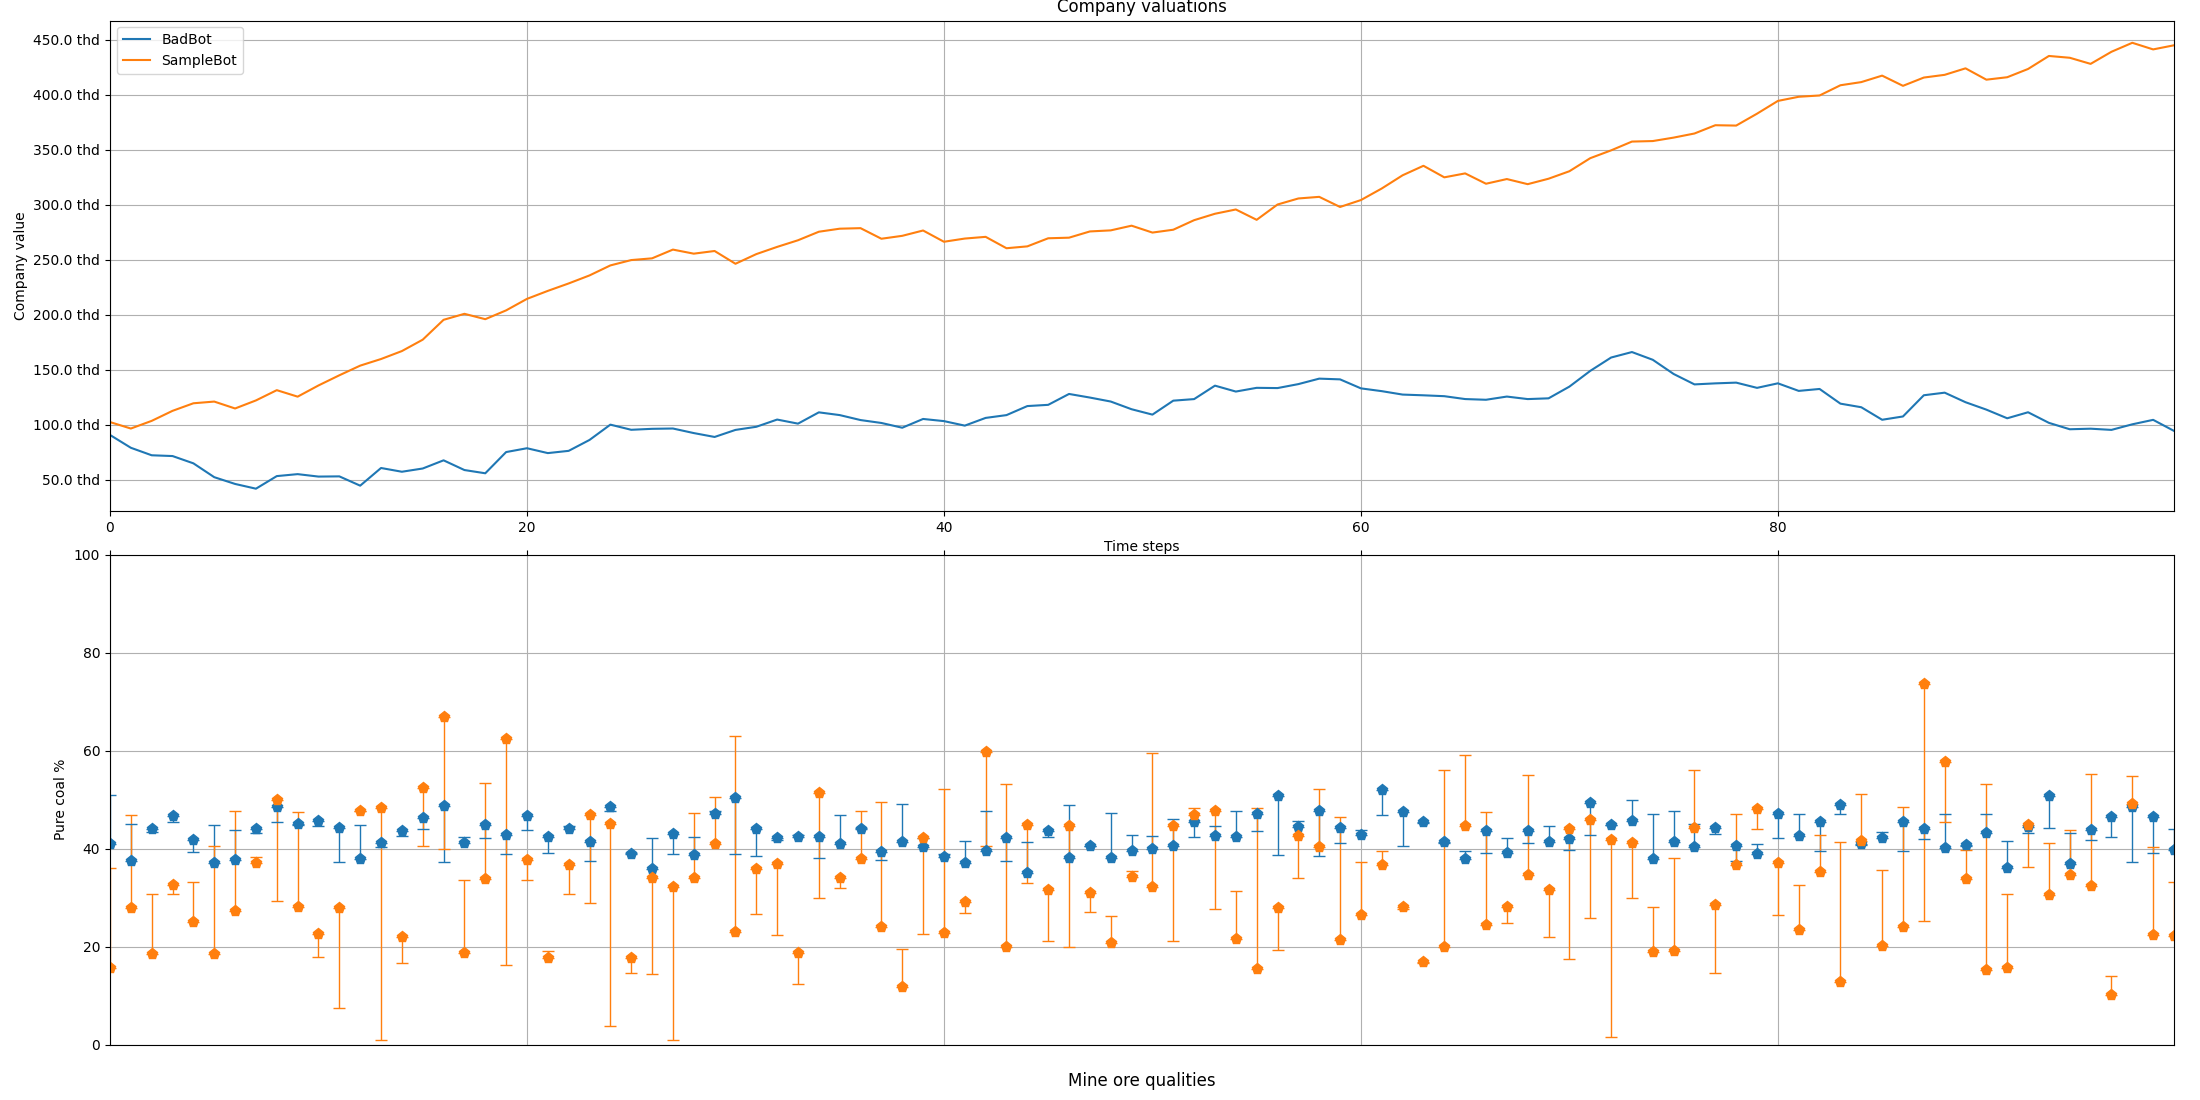 Company valuations
BadBot
SampleBot
450.0 thd
400.0 thd
350.0 thd
300.0 thd
250.0 thd
200.0 thd
150.0 thd
100.0 thd
50.0 thd
Company value
0 20 40 60 80
Time steps
100
80
60
40
20
0
Pure coal %
Mine ore qualities